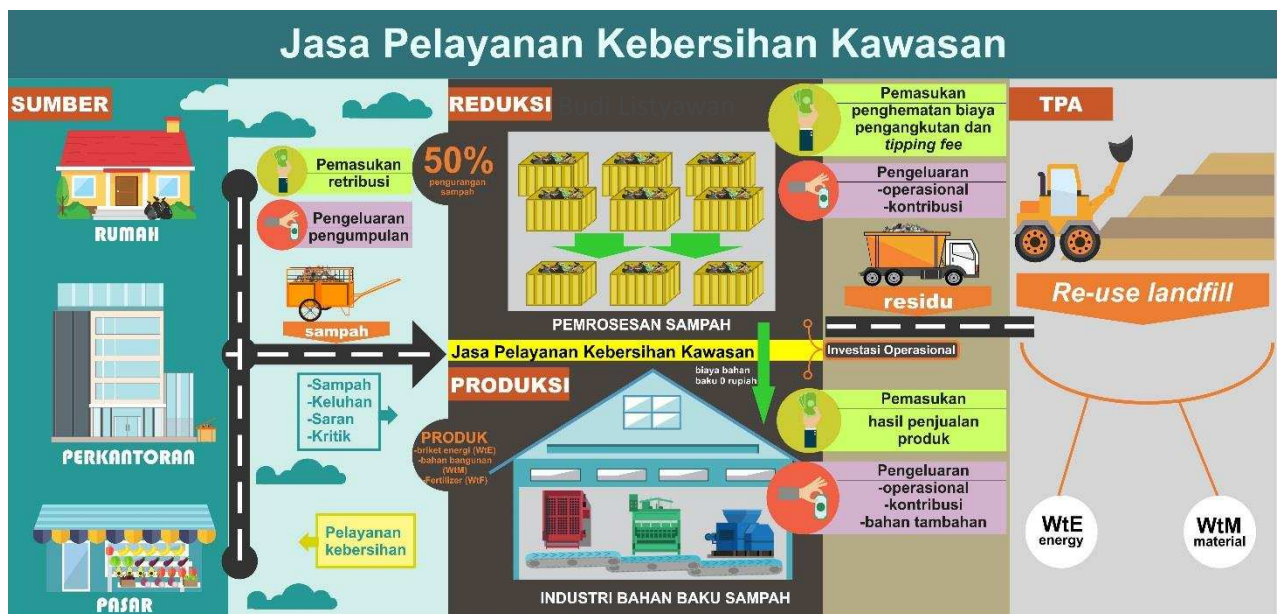 Jasa Pelayanan Kebersihan Kawasan
SUMBER
RUMAH
PERKANTORAN
PASAR
Pemasukan
retribusi
Pengeluaran
pengumpulan
sampah
-Sampah
-Keluhan
-Saran
-Kritik
Pelayanan
kebersihan
REDUKSI
Budi Listyawan
50%
pengurangan
sampah
PEMROSESAN SAMPAH
Jasa Pelayanan Kebersihan Kawasan
biaya bahan
baku 0 rupiah
PRODUKSI
PRODUK
-briket energi (WtE)
-bahan bangunan
(WtM)
-Fertilizor (WtF)
INDUSTRI BAHAN BAKU SAMPAH
Pemasukan
penghematan biaya
pengangkutan dan
tipping fee
Pengeluaran
-operasional
-kontribusi
residu
Investasi Operasional
Pemasukan
hasil penjualan
produk
Pengeluaran
-operasional
-kontribusi
-bahan tambahan
TPA
Re-use landfill
WtE
energy
WtM
material